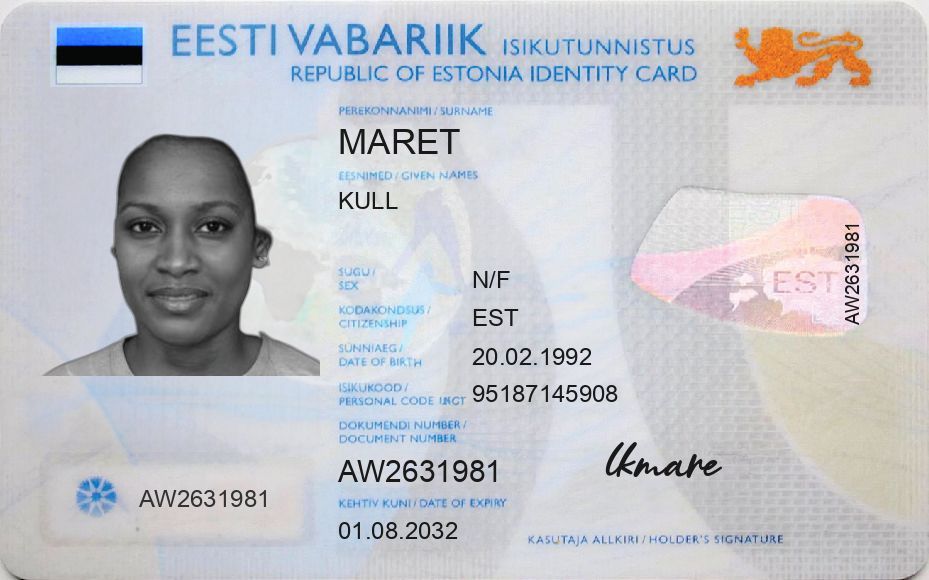 EESTI VABARIIK ISIKUTUNNISTUS
REPUBLIC OF ESTONIA IDENTITY CARD
PEREKONNANIMI / SURNAME
MARET
EESNIMED / GIVEN NAMES
KULL
SUGU /
SEX
N/F
KODAKONDSUS /
CITIZENSHIP
EST
SÜNNIAEG /
DATE OF BIRTH
20.02.1992
ISIKUKOOD /
PERSONAL CODE
95187145908
DOKUMENDI NUMBER /
DOCUMENT NUMBER
AW2631981
KEHTIV KUNI / DATE OF EXPIRY
01.08.2032
AW2631981
EST
AW2631981
lkmare
KASUTAJA ALLKIRI / HOLDER'S SIGNATURE